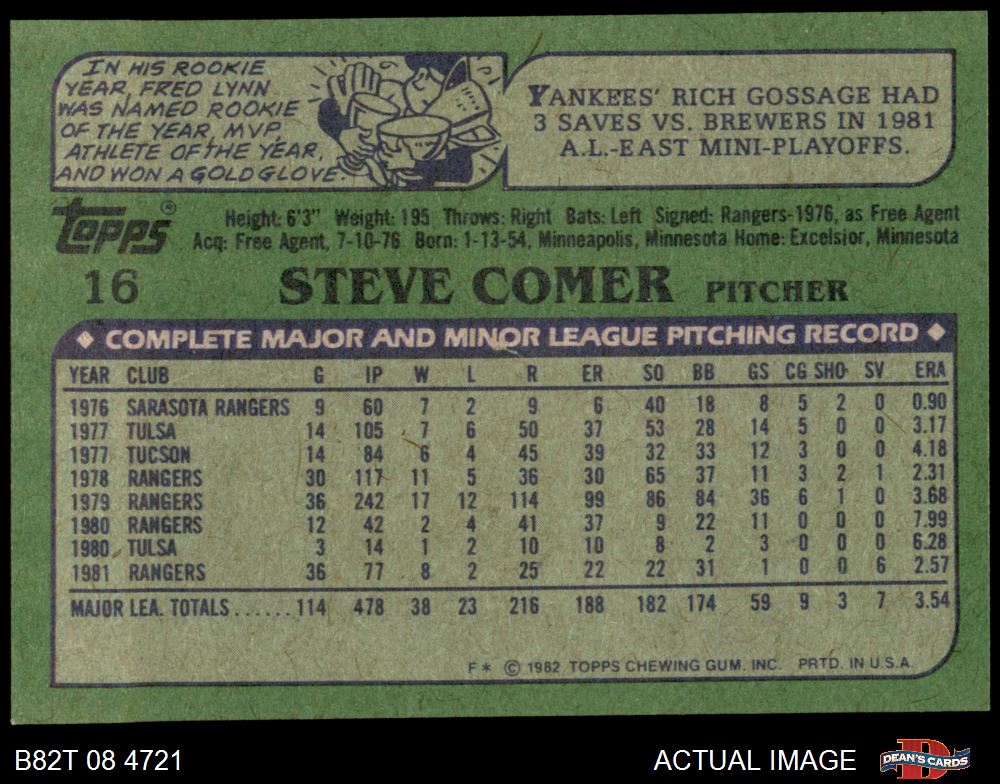 IN HIS ROOKIE
YEAR, FRED LYNN
WAS NAMED ROOKIE
OF THE YEAR, MVP,
ATHLETE OF THE YEAR,
AND WON A GOLD GLOVE.
YANKEES' RICH GOSSAGE HAD
3 SAVES VS. BREWERS IN 1981
A.L.-EAST MINI-PLAYOFFS.
Topps®
Height: 6'3" Weight: 195 Throws: Right Bats: Left Signed: Rangers-1976, as Free Agent
Acq: Free Agent, 7-10-76 Born: 1-13-54, Minneapolis, Minnesota Home: Excelsior, Minnesota
16 STEVE COMER PITCHER
◆ COMPLETE MAJOR AND MINOR LEAGUE PITCHING RECORD ◆
YEAR CLUB G IP W L R ER SO BB GS CG SHO SV ERA
1976 SARASOTA RANGERS 9 60 7 2 9 6 40 18 8 5 2 0 0.90
1977 TULSA 14 105 7 6 50 37 53 28 14 5 0 0 3.17
1977 TUCSON 14 84 6 4 45 39 32 33 12 3 0 0 4.18
1978 RANGERS 30 117 11 5 36 30 65 37 11 3 2 1 2.31
1979 RANGERS 36 242 17 12 114 99 86 84 36 6 1 0 3.68
1980 RANGERS 12 42 2 4 41 37 9 22 11 0 0 0 7.99
1980 TULSA 3 14 1 2 10 10 8 2 3 0 0 0 6.28
1981 RANGERS 36 77 8 2 25 22 22 31 1 0 0 6 2.57
MAJOR LEA. TOTALS......114 478 38 23 216 188 182 174 59 9 3 7 3.54
F* © 1982 TOPPS CHEWING GUM. INC. PRTD. IN U.S.A.
B82T 08 4721 ACTUAL IMAGE DEAN'S CARDS